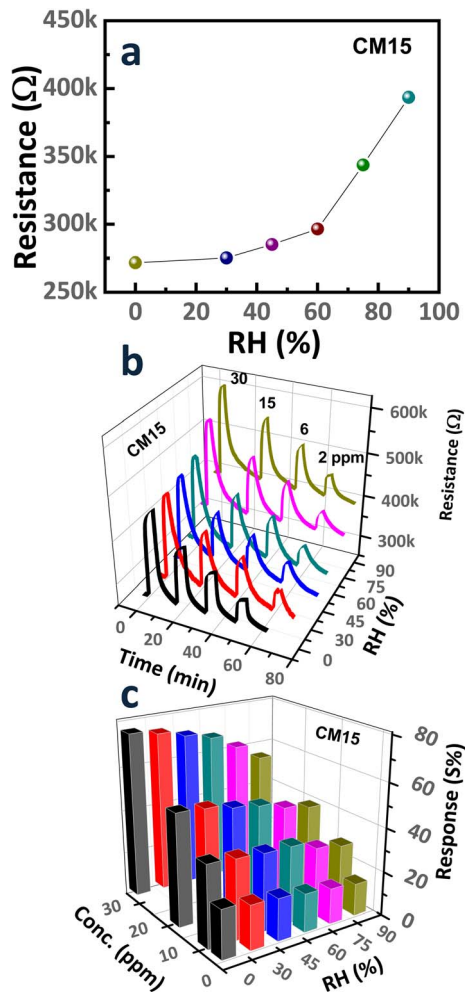 a
CM15
450k
400k
350k
300k
250k
Resistance (Ω)
0
20
40
60
80
100
RH (%)
b
CM15
30
15
6
2 ppm
600k
500k
400k
300k
Resistance (Ω)
90
75
60
45
30
0
RH (%)
0
20
40
60
80
Time (min)
c
CM15
80
60
40
20
0
Response (S%)
30
20
10
0
Conc. (ppm)
0
30
45
60
75
90
RH (%)